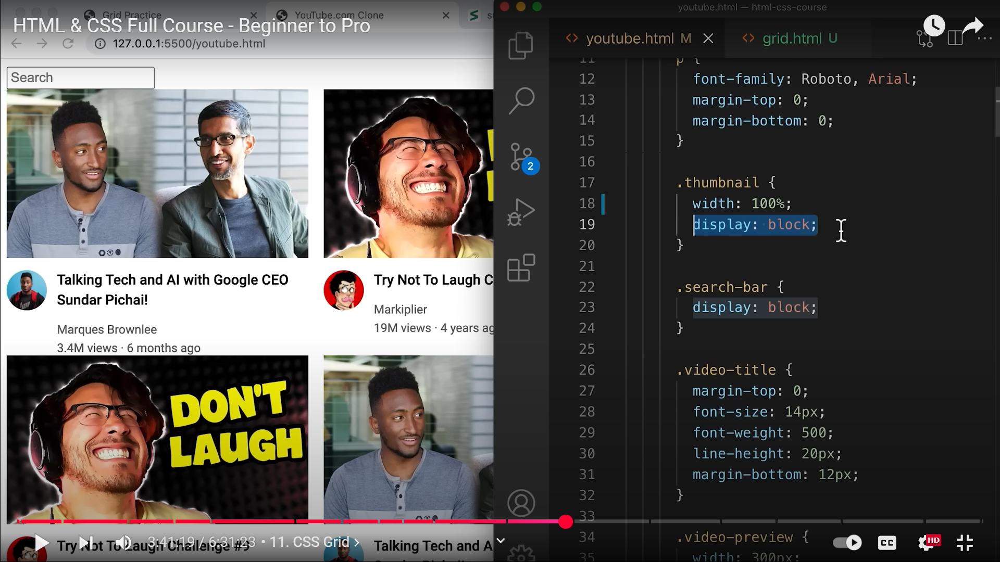 Grid Practice
YouTube.com Clone
HTML & CSS Full Course - Beginner to Pro
127.0.0.1:5500/youtube.html
Search
DON'T
LAUGH
Talking Tech and AI with Google CEO
Sundar Pichai!
Marques Brownlee
3.4M views · 6 months ago
Try Not To Laugh C
Markiplier
19M views · 4 years ag
Try Not To Laugh Challenge #3
Talking Tech and A
3:41:19 / 6:31:23 • 11. CSS Grid
youtube.html — html-css-course
youtube.html M
grid.html U
2
11 p {
12 font-family: Roboto, Arial;
13 margin-top: 0;
14 margin-bottom: 0;
15 }
16
17 .thumbnail {
18 width: 100%;
19 display: block;
20 }
21
22 .search-bar {
23 display: block;
24 }
25
26 .video-title {
27 margin-top: 0;
28 font-size: 14px;
29 font-weight: 500;
30 line-height: 20px;
31 margin-bottom: 12px;
32 }
33
34 .video-preview {
35 width: 300px;
CC
HD